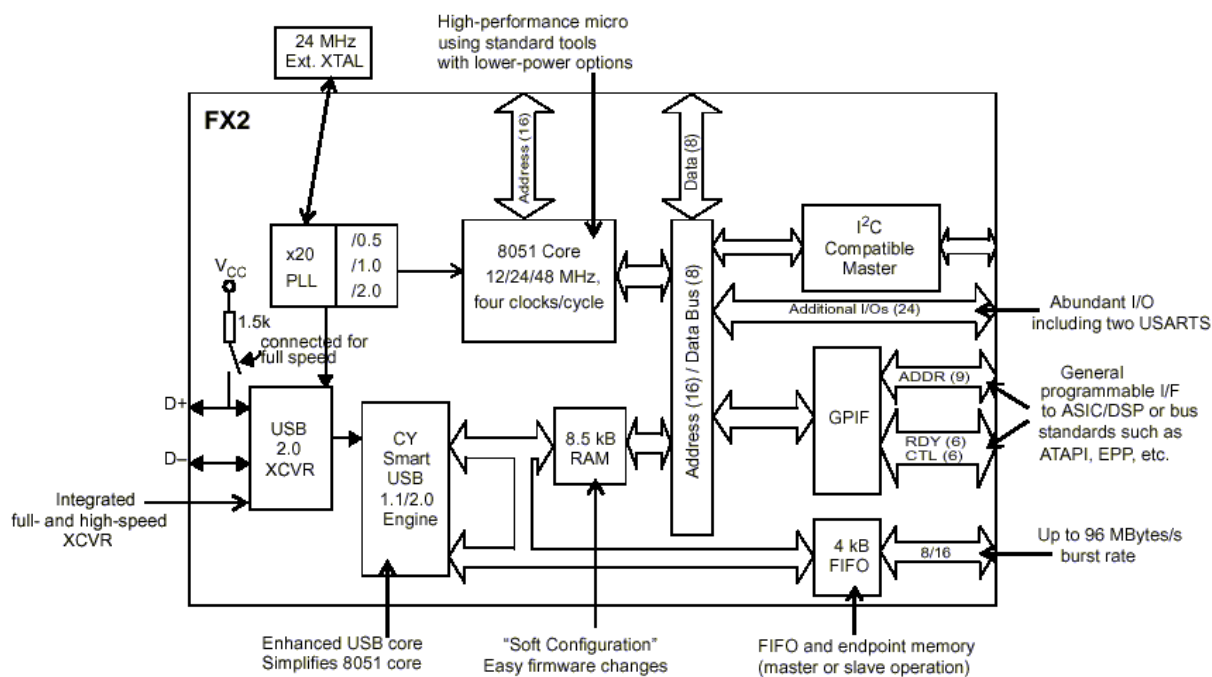 High-performance micro
using standard tools
with lower-power options
24 MHz
Ext. XTAL
FX2
Address (16)
Data (8)
x20
PLL
/0.5
/1.0
/2.0
8051 Core
12/24/48 MHz,
four clocks/cycle
Address (16) / Data Bus (8)
I2C
Compatible
Master
VCC
1.5k
connected for
full speed
Additional I/Os (24)
Abundant I/O
including two USARTS
D+
D–
USB
2.0
XCVR
CY
Smart
USB
1.1/2.0
Engine
8.5 kB
RAM
GPIF
ADDR (9)
RDY (6)
CTL (6)
General
programmable I/F
to ASIC/DSP or bus
standards such as
ATAPI, EPP, etc.
Integrated
full- and high-speed
XCVR
4 kB
FIFO
8/16
Up to 96 MBytes/s
burst rate
Enhanced USB core
Simplifies 8051 core
“Soft Configuration”
Easy firmware changes
FIFO and endpoint memory
(master or slave operation)